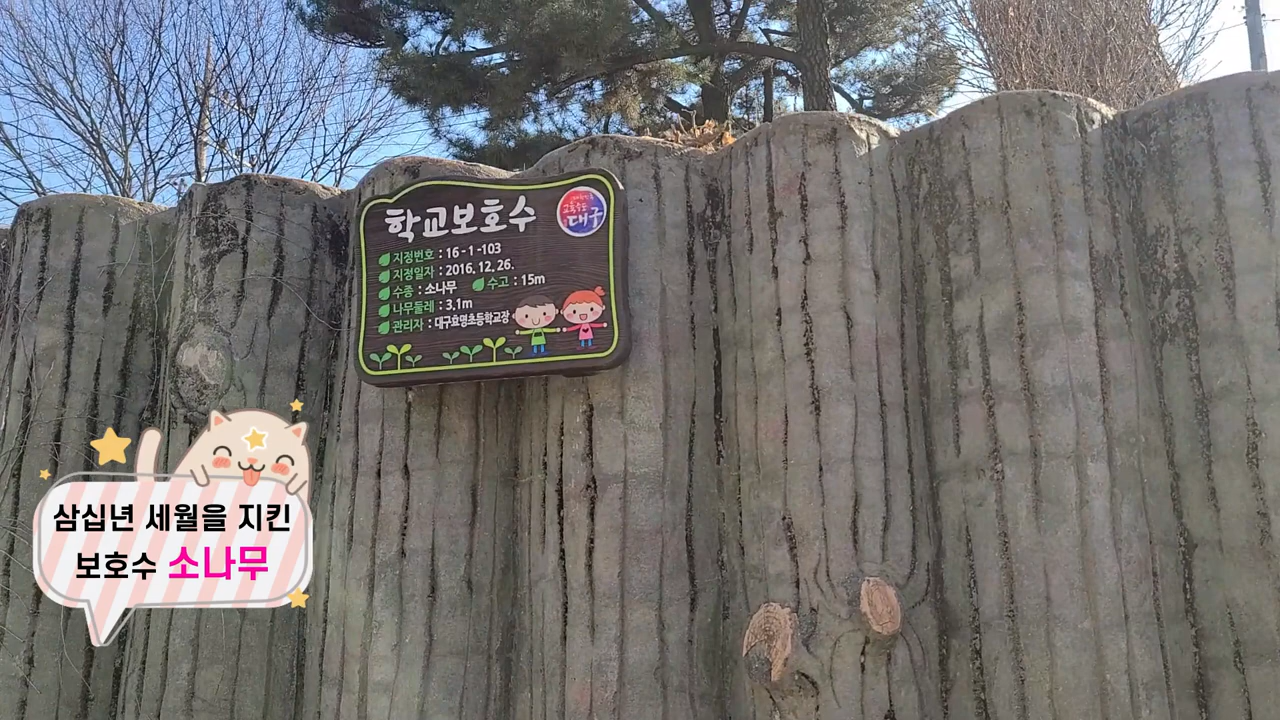 학교보호수
교육수도
대구
지정번호 : 16-1-103
지정일자 : 2016. 12. 26.
수종 : 소나무 수고 : 15m
나무둘레 : 3.1m
관리자 : 대구효명초등학교장
삼십년 세월을 지킨
보호수 소나무